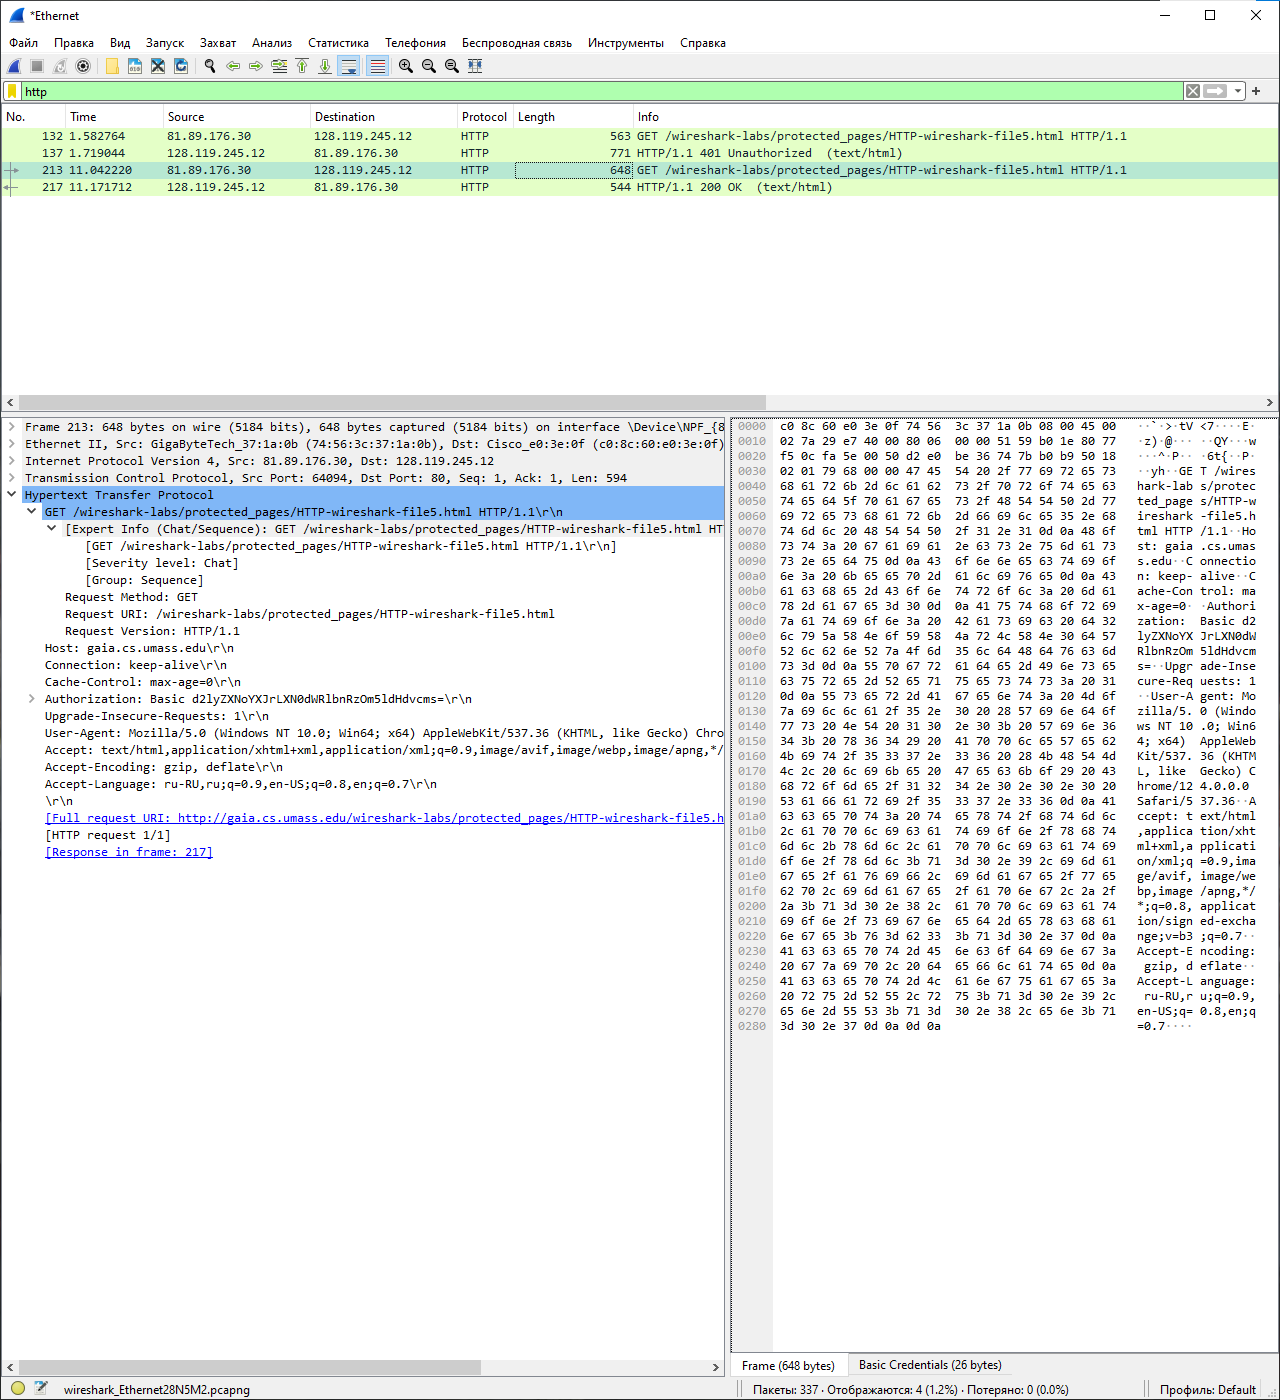 *Ethernet
Файл Правка Вид Запуск Захват Анализ Статистика Телефония Беспроводная связь Инструменты Справка
http
No. Time Source Destination Protocol Length Info
132 1.582764 81.89.176.30 128.119.245.12 HTTP 563 GET /wireshark-labs/protected_pages/HTTP-wireshark-file5.html HTTP/1.1
137 1.719044 128.119.245.12 81.89.176.30 HTTP 771 HTTP/1.1 401 Unauthorized (text/html)
213 11.042220 81.89.176.30 128.119.245.12 HTTP 648 GET /wireshark-labs/protected_pages/HTTP-wireshark-file5.html HTTP/1.1
217 11.171712 128.119.245.12 81.89.176.30 HTTP 544 HTTP/1.1 200 OK (text/html)
Frame 213: 648 bytes on wire (5184 bits), 648 bytes captured (5184 bits) on interface \Device\NPF_{8
Ethernet II, Src: GigaByteTech_37:1a:0b (74:56:3c:37:1a:0b), Dst: Cisco_e0:3e:0f (c0:8c:60:e0:3e:0f)
Internet Protocol Version 4, Src: 81.89.176.30, Dst: 128.119.245.12
Transmission Control Protocol, Src Port: 64094, Dst Port: 80, Seq: 1, Ack: 1, Len: 594
Hypertext Transfer Protocol
GET /wireshark-labs/protected_pages/HTTP-wireshark-file5.html HTTP/1.1\r\n
[Expert Info (Chat/Sequence): GET /wireshark-labs/protected_pages/HTTP-wireshark-file5.html HT
[GET /wireshark-labs/protected_pages/HTTP-wireshark-file5.html HTTP/1.1\r\n]
[Severity level: Chat]
[Group: Sequence]
Request Method: GET
Request URI: /wireshark-labs/protected_pages/HTTP-wireshark-file5.html
Request Version: HTTP/1.1
Host: gaia.cs.umass.edu\r\n
Connection: keep-alive\r\n
Cache-Control: max-age=0\r\n
Authorization: Basic d2lyZXNoYXJrLXN0dWRlbnRzOm5ldHdvcms=\r\n
Upgrade-Insecure-Requests: 1\r\n
User-Agent: Mozilla/5.0 (Windows NT 10.0; Win64; x64) AppleWebKit/537.36 (KHTML, like Gecko) Chro
Accept: text/html,application/xhtml+xml,application/xml;q=0.9,image/avif,image/webp,image/apng,*/
Accept-Encoding: gzip, deflate\r\n
Accept-Language: ru-RU,ru;q=0.9,en-US;q=0.8,en;q=0.7\r\n
\r\n
[Full request URI: http://gaia.cs.umass.edu/wireshark-labs/protected_pages/HTTP-wireshark-file5.h
[HTTP request 1/1]
[Response in frame: 217]
0000 c0 8c 60 e0 3e 0f 74 56 3c 37 1a 0b 08 00 45 00 ··`·>·tV <7····E·
0010 02 7a 29 e7 40 00 80 06 00 00 51 59 b0 1e 80 77 ·z)·@··· ··QY···w
0020 f5 0c fa 5e 00 50 d2 e0 be 36 74 7b b0 b9 50 18 ···^·P·· ·6t{··P·
0030 02 01 79 68 00 00 47 45 54 20 2f 77 69 72 65 73 ··yh··GE T /wires
0040 68 61 72 6b 2d 6c 61 62 73 2f 70 72 6f 74 65 63 hark-lab s/protec
0050 74 65 64 5f 70 61 67 65 73 2f 48 54 54 50 2d 77 ted_page s/HTTP-w
0060 69 72 65 73 68 61 72 6b 2d 66 69 6c 65 35 2e 68 ireshark -file5.h
0070 74 6d 6c 20 48 54 54 50 2f 31 2e 31 0d 0a 48 6f tml HTTP /1.1··Ho
0080 73 74 3a 20 67 61 69 61 2e 63 73 2e 75 6d 61 73 st: gaia .cs.umas
0090 73 2e 65 64 75 0d 0a 43 6f 6e 6e 65 63 74 69 6f s.edu··C onnectio
00a0 6e 3a 20 6b 65 65 70 2d 61 6c 69 76 65 0d 0a 43 n: keep- alive··C
00b0 61 63 68 65 2d 43 6f 6e 74 72 6f 6c 3a 20 6d 61 ache-Con trol: ma
00c0 78 2d 61 67 65 3d 30 0d 0a 41 75 74 68 6f 72 69 x-age=0· ·Authori
00d0 7a 61 74 69 6f 6e 3a 20 42 61 73 69 63 20 64 32 zation:  Basic d2
00e0 6c 79 5a 58 4e 6f 59 58 4a 72 4c 58 4e 30 64 57 lyZXNoYX JrLXN0dW
00f0 52 6c 62 6e 52 7a 4f 6d 35 6c 64 48 64 76 63 6d RlbnRzOm 5ldHdvcm
0100 73 3d 0d 0a 55 70 67 72 61 64 65 2d 49 6e 73 65 s=··Upgr ade-Inse
0110 63 75 72 65 2d 52 65 71 75 65 73 74 73 3a 20 31 cure-Req uests: 1
0120 0d 0a 55 73 65 72 2d 41 67 65 6e 74 3a 20 4d 6f ··User-A gent: Mo
0130 7a 69 6c 6c 61 2f 35 2e 30 20 28 57 69 6e 64 6f zilla/5. 0 (Windo
0140 77 73 20 4e 54 20 31 30 2e 30 3b 20 57 69 6e 36 ws NT 10 .0; Win6
0150 34 3b 20 78 36 34 29 20 41 70 70 6c 65 57 65 62 4; x64)  AppleWeb
0160 4b 69 74 2f 35 33 37 2e 33 36 20 28 4b 48 54 4d Kit/537. 36 (KHTM
0170 4c 2c 20 6c 69 6b 65 20 47 65 63 6b 6f 29 20 43 L, like  Gecko) C
0180 68 72 6f 6d 65 2f 31 32 34 2e 30 2e 30 2e 30 20 hrome/12 4.0.0.0
0190 53 61 66 61 72 69 2f 35 33 37 2e 33 36 0d 0a 41 Safari/5 37.36··A
01a0 63 63 65 70 74 3a 20 74 65 78 74 2f 68 74 6d 6c ccept: t ext/html
01b0 2c 61 70 70 6c 69 63 61 74 69 6f 6e 2f 78 68 74 ,applica tion/xht
01c0 6d 6c 2b 78 6d 6c 2c 61 70 70 6c 69 63 61 74 69 ml+xml,a pplicati
01d0 6f 6e 2f 78 6d 6c 3b 71 3d 30 2e 39 2c 69 6d 61 on/xml;q =0.9,ima
01e0 67 65 2f 61 76 69 66 2c 69 6d 61 67 65 2f 77 65 ge/avif, image/we
01f0 62 70 2c 69 6d 61 67 65 2f 61 70 6e 67 2c 2a 2f bp,image /apng,*/
0200 2a 3b 71 3d 30 2e 38 2c 61 70 70 6c 69 63 61 74 *;q=0.8, applicat
0210 69 6f 6e 2f 73 69 67 6e 65 64 2d 65 78 63 68 61 ion/sign ed-excha
0220 6e 67 65 3b 76 3d 62 33 3b 71 3d 30 2e 37 0d 0a nge;v=b3 ;q=0.7··
0230 41 63 63 65 70 74 2d 45 6e 63 6f 64 69 6e 67 3a Accept-E ncoding:
0240 20 67 7a 69 70 2c 20 64 65 66 6c 61 74 65 0d 0a gzip, d eflate··
0250 41 63 63 65 70 74 2d 4c 61 6e 67 75 61 67 65 3a Accept-L anguage:
0260 20 72 75 2d 52 55 2c 72 75 3b 71 3d 30 2e 39 2c ru-RU,r u;q=0.9,
0270 65 6e 2d 55 53 3b 71 3d 30 2e 38 2c 65 6e 3b 71 en-US;q= 0.8,en;q
0280 3d 30 2e 37 0d 0a 0d 0a =0.7····
Frame (648 bytes) Basic Credentials (26 bytes)
wireshark_Ethernet28N5M2.pcapng Пакеты: 337 · Отображаются: 4 (1.2%) · Потеряно: 0 (0.0%) Профиль: Default